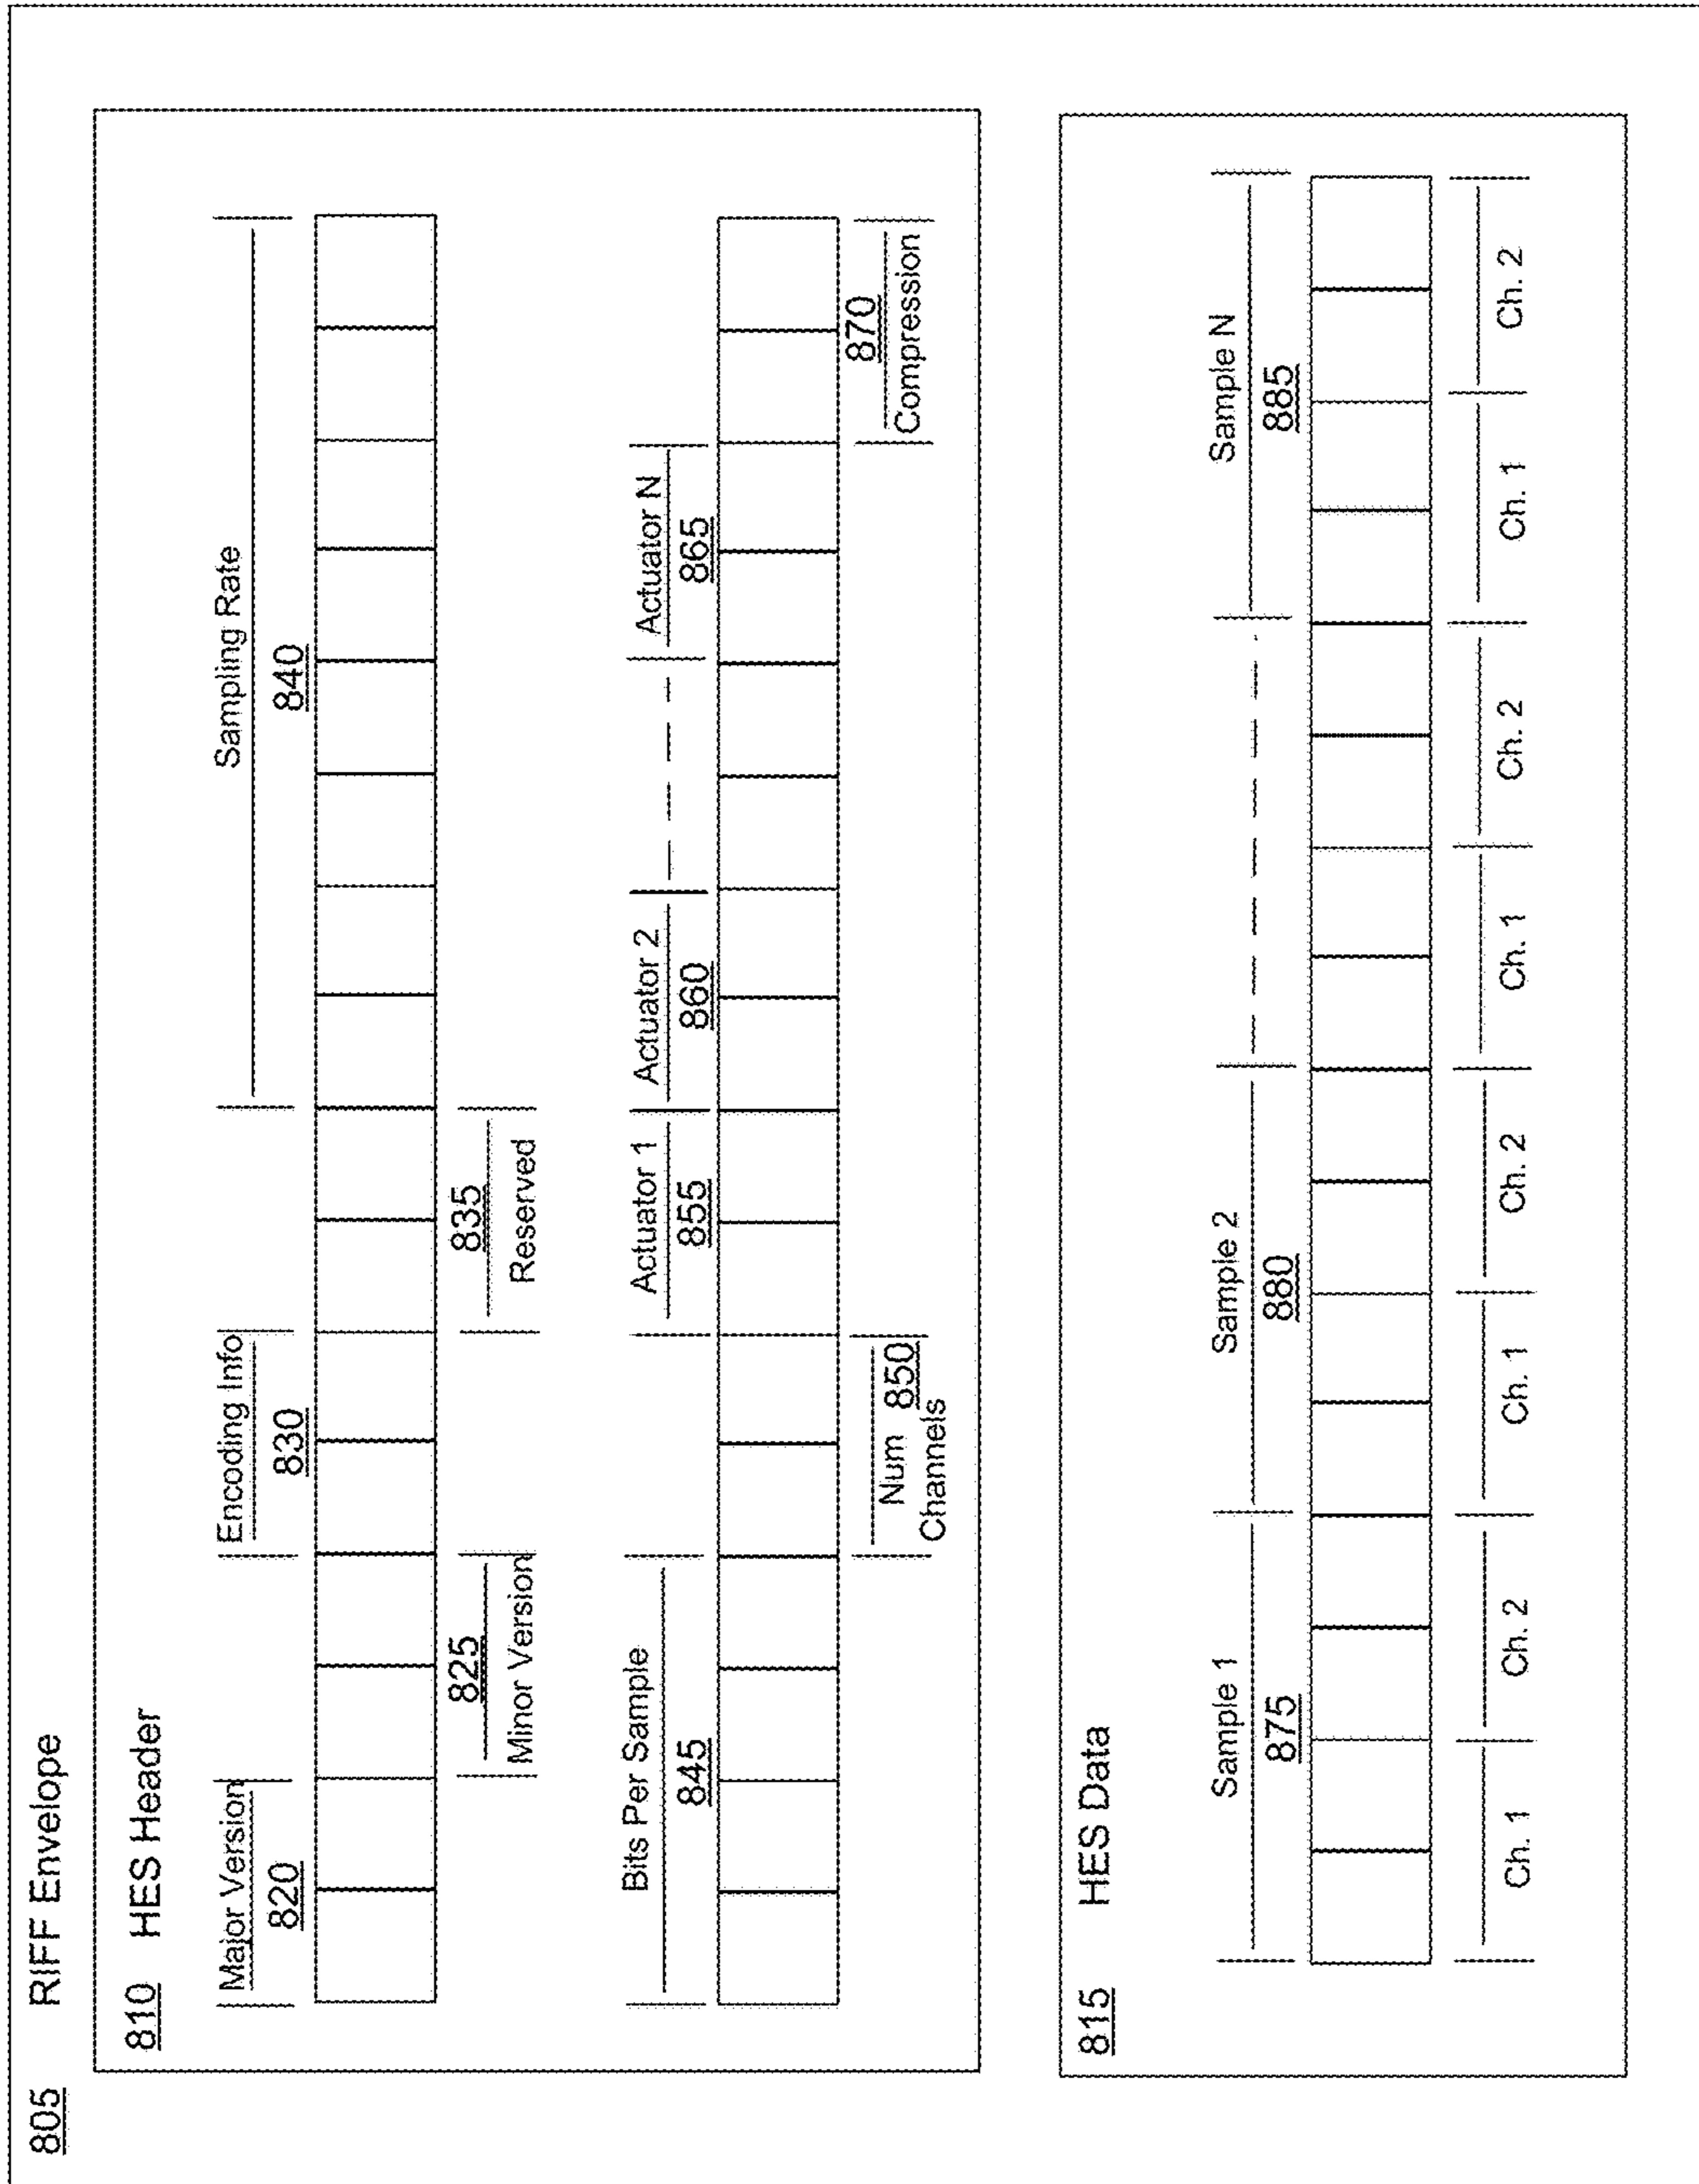 805 RIFF Envelope
810 HES Header
Major Version
820
Encoding Info
830
Sampling Rate
840
825
Minor Version
835
Reserved
Bits Per Sample
845
Actuator 1
855
Actuator 2
860
Actuator N
865
Num 850
Channels
870
Compression
815 HES Data
Sample 1
875
Sample 2
880
Sample N
885
Ch. 1 Ch. 2 Ch. 1 Ch. 2 Ch. 1 Ch. 2 Ch. 1 Ch. 2